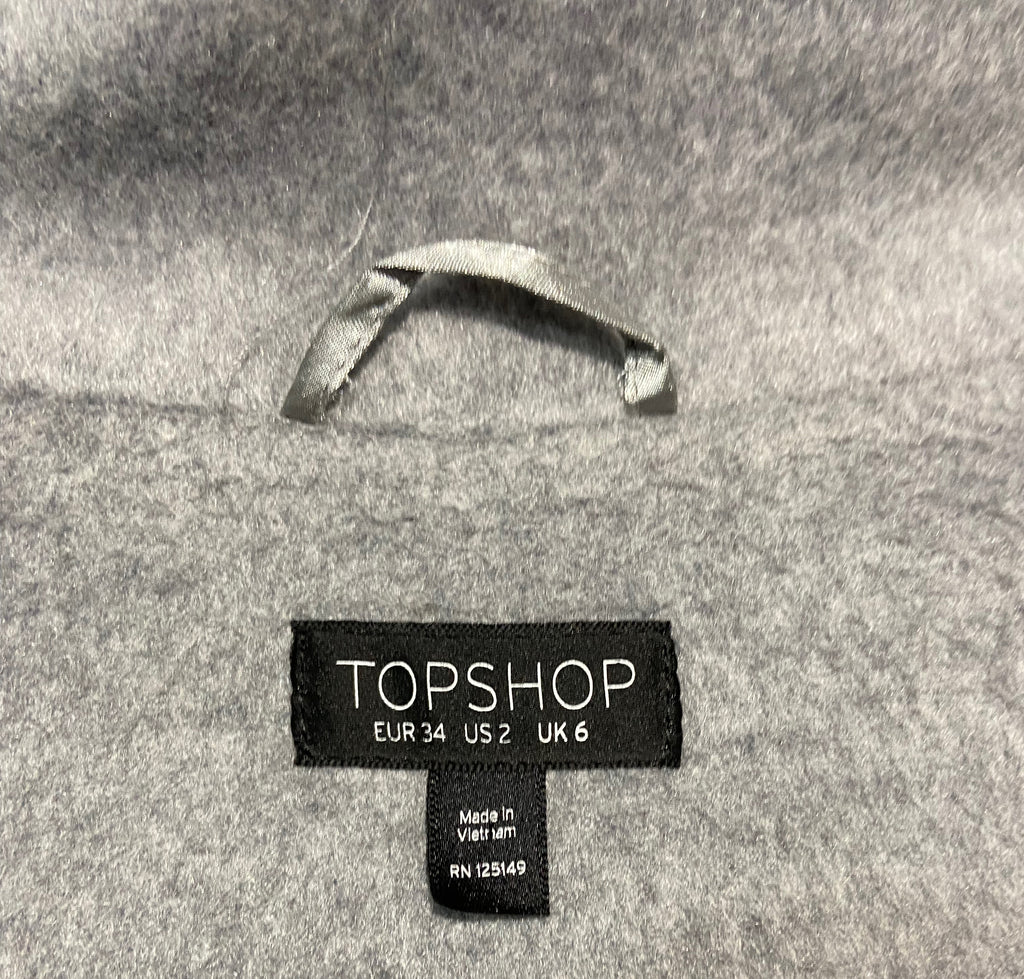 TOPSHOP
EUR 34 US 2 UK 6
Made in
Vietnam
RN 125149